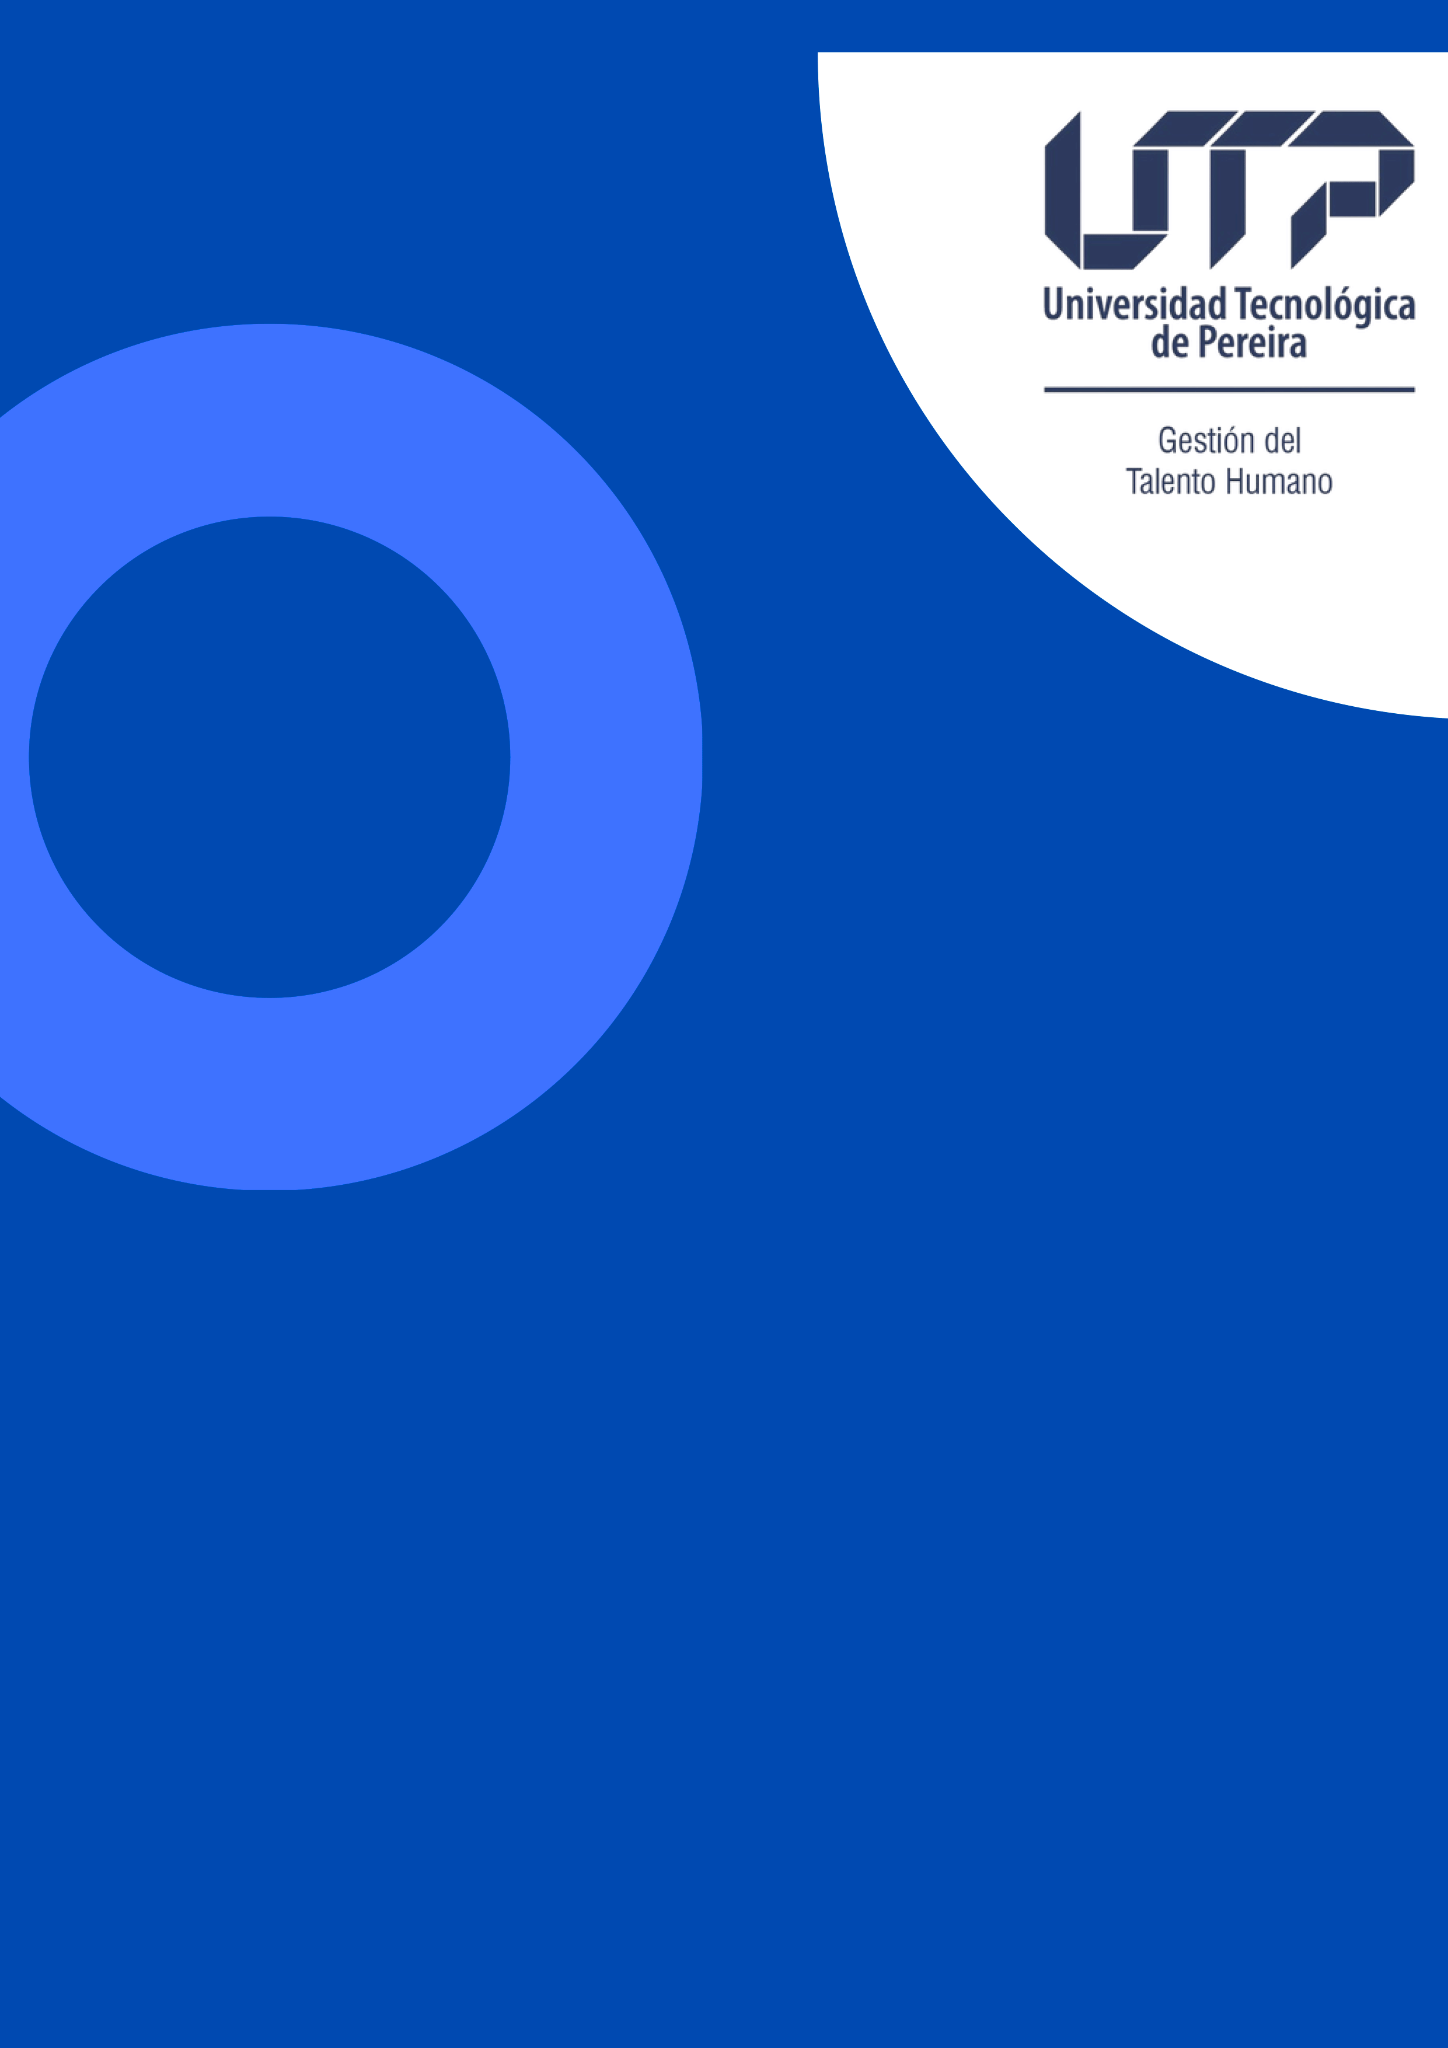 UTP
Universidad Tecnológica
de Pereira
Gestión del
Talento Humano